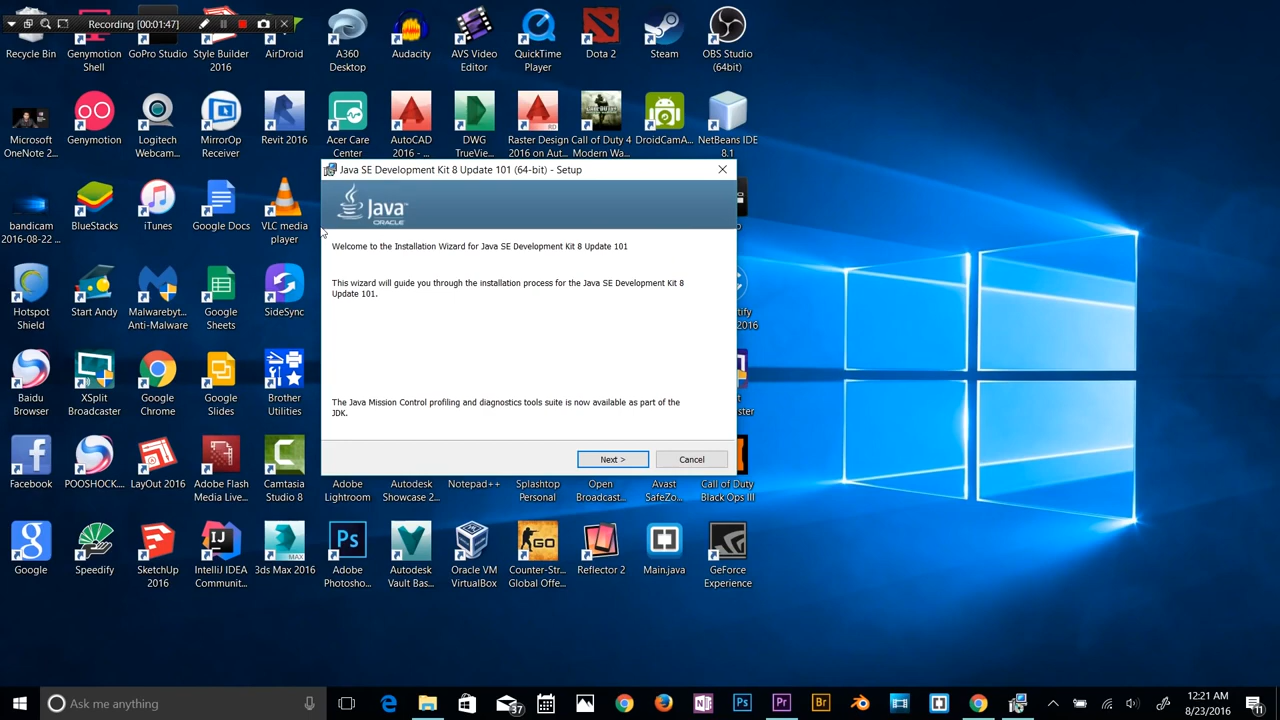 Recording [00:01:47]
Recycle Bin
Genymotion
Shell
GoPro Studio
Style Builder
2016
AirDroid
A360
Desktop
Audacity
AVS Video
Editor
QuickTime
Player
Dota 2
Steam
OBS Studio
(64bit)
Microsoft
OneNote 2...
Genymotion
Logitech
Webcam...
MirrorOp
Receiver
Revit 2016
Acer Care
Center
AutoCAD
2016 - ...
DWG
TrueVie...
Raster Design
2016 on Aut...
Call of Duty 4
Modern Wa...
DroidCamA...
NetBeans IDE
8.1
Java SE Development Kit 8 Update 101 (64-bit) - Setup
Java
ORACLE
Welcome to the Installation Wizard for Java SE Development Kit 8 Update 101
This wizard will guide you through the installation process for the Java SE Development Kit 8
Update 101.
The Java Mission Control profiling and diagnostics tools suite is now available as part of the
JDK.
Next >
Cancel
bandicam
2016-08-22 ...
BlueStacks
iTunes
Google Docs
VLC media
player
Hotspot
Shield
Start Andy
Malwarebyt...
Anti-Malware
Google
Sheets
SideSync
2016
Baidu
Browser
XSplit
Broadcaster
Google
Chrome
Google
Slides
Brother
Utilities
Facebook
POOSHOCK...
LayOut 2016
Adobe Flash
Media Live...
Camtasia
Studio 8
Adobe
Lightroom
Autodesk
Showcase 2...
Notepad++
Splashtop
Personal
Open
Broadcast...
Avast
SafeZo...
Call of Duty
Black Ops III
Google
Speedify
SketchUp
2016
IntelliJ IDEA
Communit...
3ds Max 2016
Adobe
Photosho...
Autodesk
Vault Bas...
Oracle VM
VirtualBox
Counter-Str...
Global Offe...
Reflector 2
Main.java
GeForce
Experience
Ask me anything
37
12:21 AM
8/23/2016
11